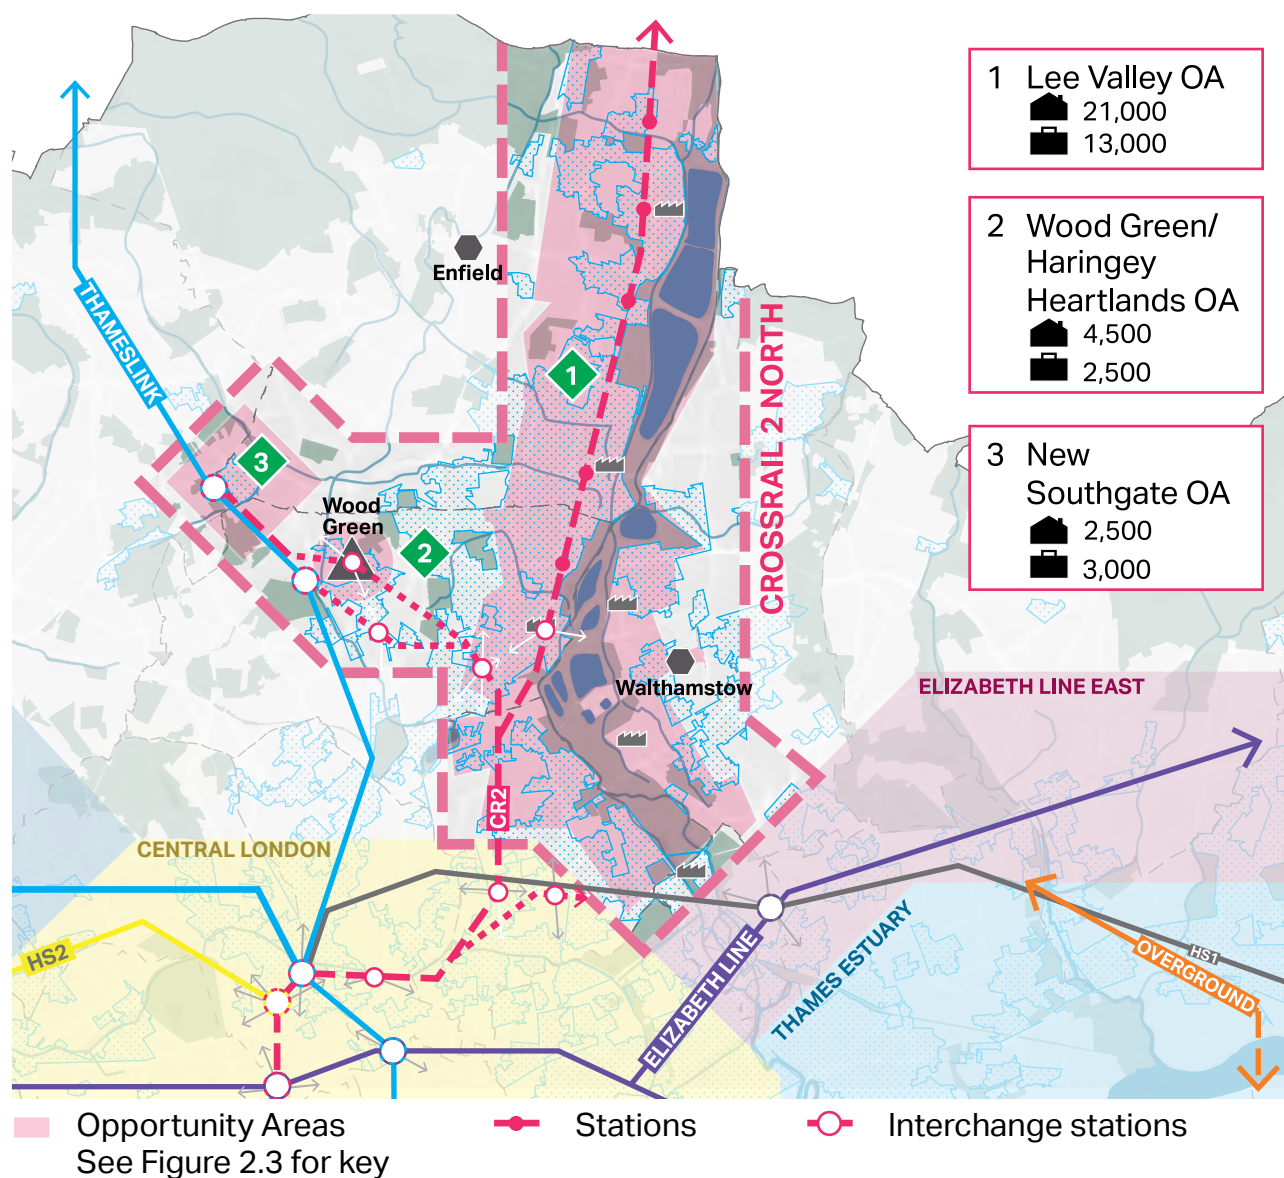 1 Lee Valley OA
21,000
13,000
2 Wood Green/
Haringey
Heartlands OA
4,500
2,500
3 New
Southgate OA
2,500
3,000
THAMESLINK
Enfield
1
CROSSRAIL 2 NORTH
3
Wood
Green
2
Walthamstow
ELIZABETH LINE EAST
CR2
CENTRAL LONDON
HS2
THAMES ESTUARY
ELIZABETH LINE
HS1
OVERGROUND
Opportunity Areas
See Figure 2.3 for key
Stations
Interchange stations